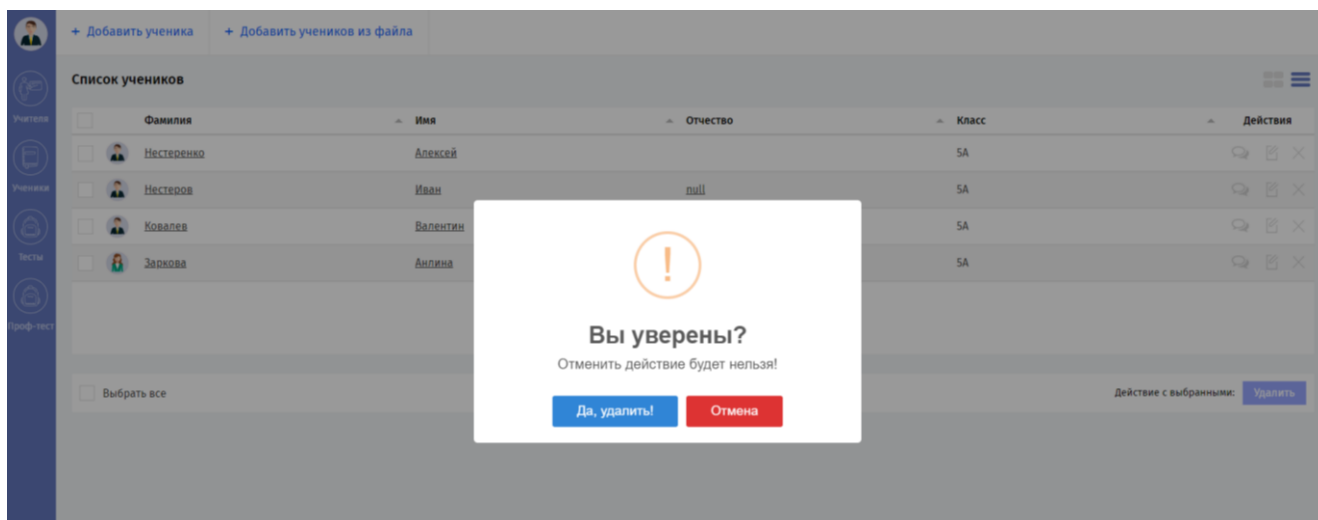 + Добавить ученика + Добавить учеников из файла
Список учеников
Учителя
Фамилия Имя Отчество Класс Действия
Нестеренко Алексей 5А
Ученики
Нестеров Иван null 5А
Ковалев Валентин 5А
Тесты
Заркова Анлина 5А
Проф-тест
Вы уверены?
Отменить действие будет нельзя!
Выбрать все Действие с выбранными: Удалить
Да, удалить! Отмена